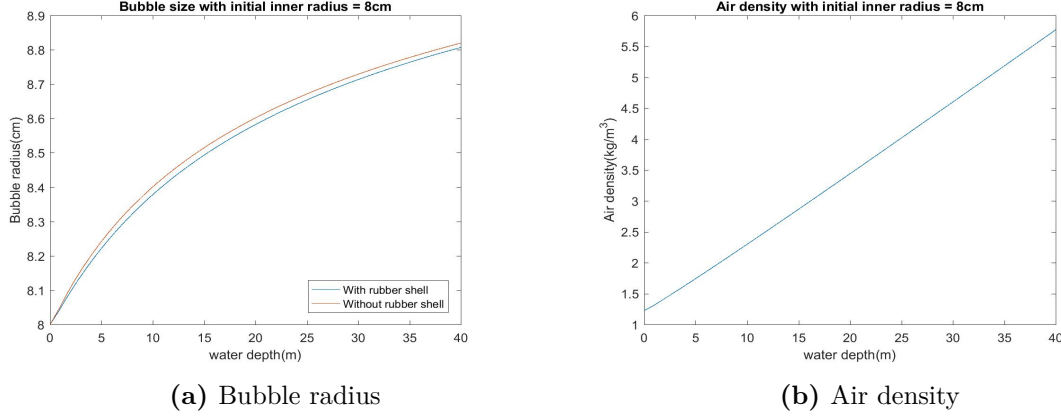 Bubble size with initial inner radius = 8cm
8.9
8.8
8.7
8.6
8.5
8.4
8.3
8.2
8.1
8
Bubble radius(cm)
With rubber shell
Without rubber shell
0 5 10 15 20 25 30 35 40
water depth(m)
(a) Bubble radius
Air density with initial inner radius = 8cm
6
5.5
5
4.5
4
3.5
3
2.5
2
1.5
1
Air density(kg/m³)
0 5 10 15 20 25 30 35 40
water depth(m)
(b) Air density